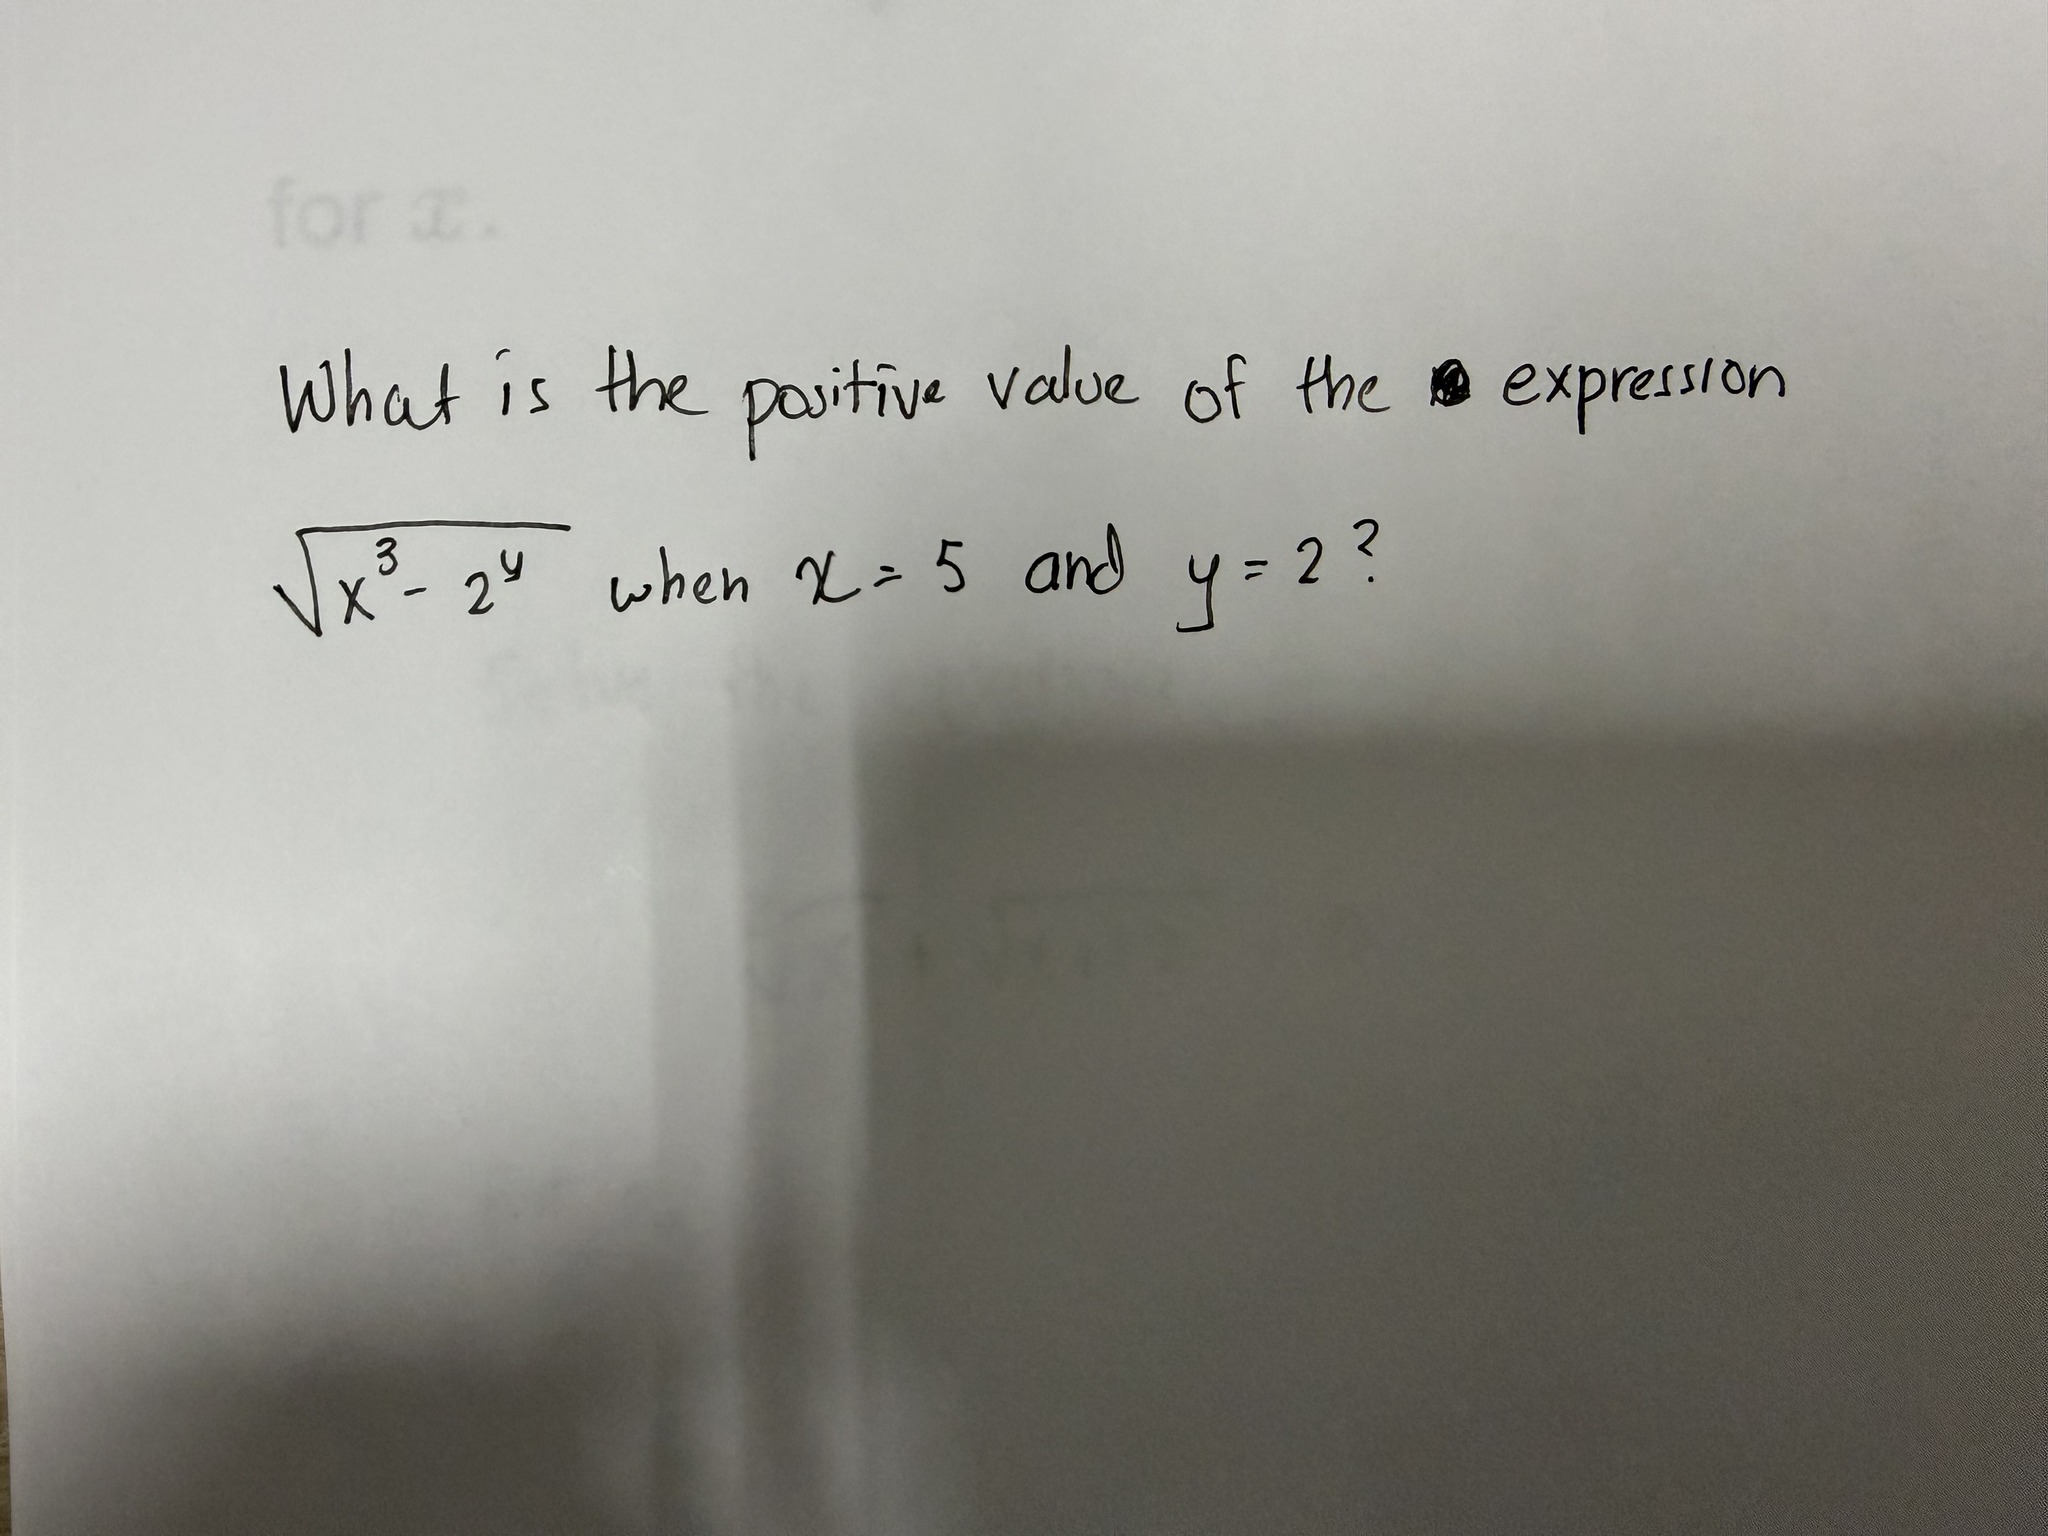 for x.
What is the positive value of the expression
√(x³ - 2ʸ) when x = 5 and y = 2?